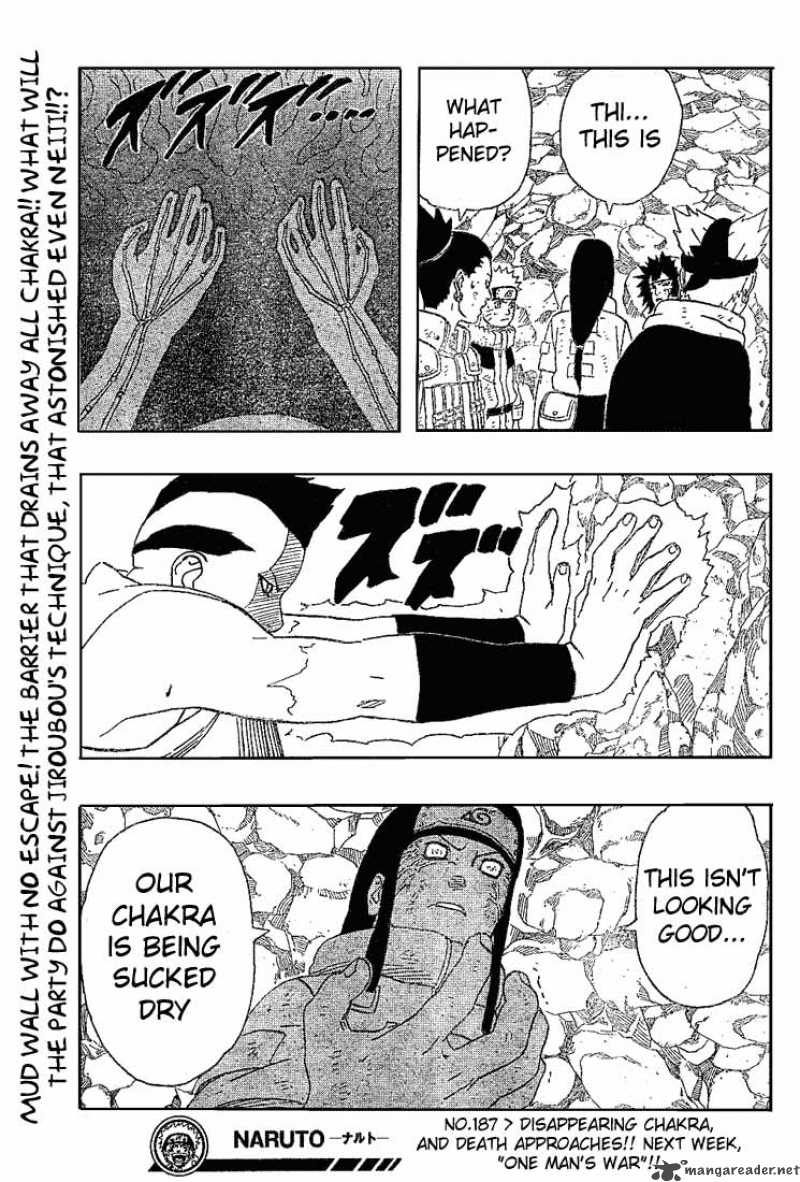 THI...
THIS IS
WHAT
HAP-
PENED?
ズズズ....
ズズ
THIS ISN'T
LOOKING
GOOD...
OUR
CHAKRA
IS BEING
SUCKED
DRY
MUD WALL WITH NO ESCAPE! THE BARRIER THAT DRAINS AWAY ALL CHAKRA!! WHAT WILL
THE PARTY DO AGAINST JIROUBOU'S TECHNIQUE, THAT ASTONISHED EVEN NEIJI!!?
NARUTO —ナルト—
NO.187 > DISAPPEARING CHAKRA,
AND DEATH APPROACHES!! NEXT WEEK,
"ONE MAN'S WAR"!!
mangareader.net